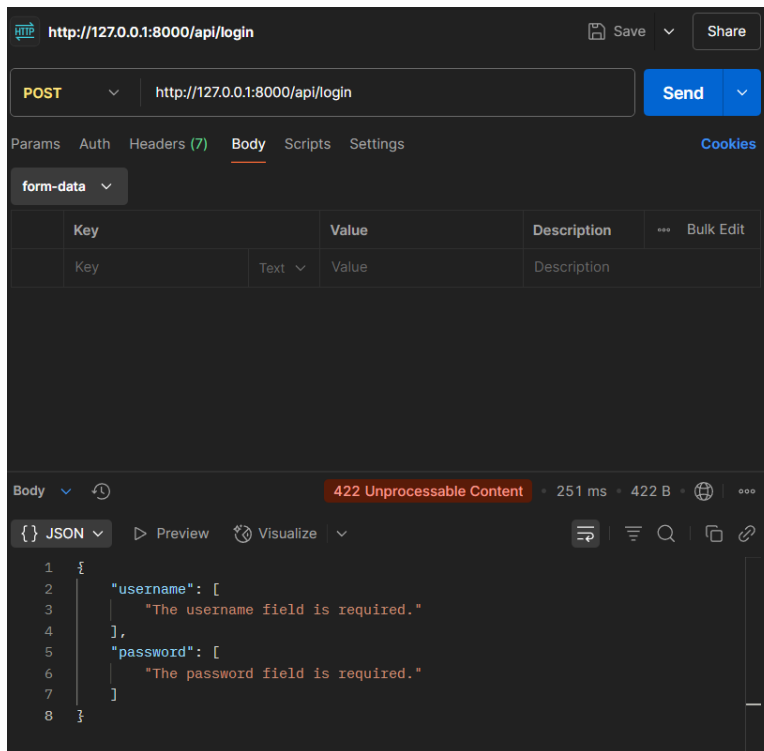 HTTP http://127.0.0.1:8000/api/login Save Share
POST http://127.0.0.1:8000/api/login Send
Params Auth Headers (7) Body Scripts Settings Cookies
form-data
Key Value Description Bulk Edit
Key Text Value Description
Body 422 Unprocessable Content 251 ms 422 B
{} JSON Preview Visualize
1 {
2 "username": [
3 "The username field is required."
4 ],
5 "password": [
6 "The password field is required."
7 ]
8 }